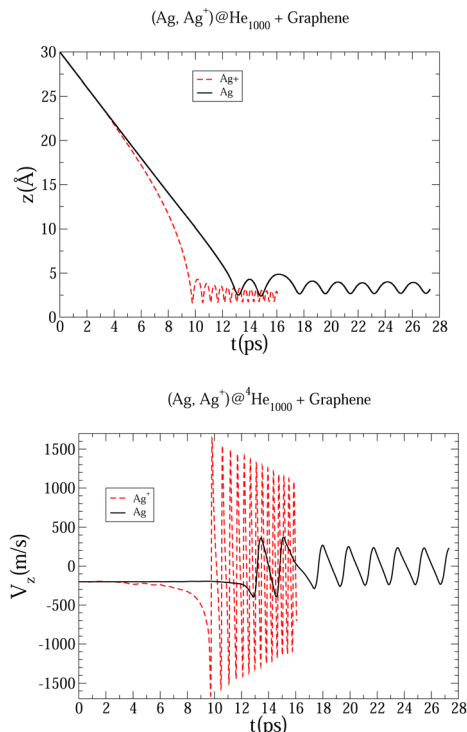 (Ag, Ag⁺)@He₁₀₀₀ + Graphene
30
25
20
15
10
5
0
z(Å)
Ag+
Ag
0 2 4 6 8 10 12 14 16 18 20 22 24 26 28
t(ps)
(Ag, Ag⁺)@⁴He₁₀₀₀ + Graphene
1500
1000
500
0
-500
-1000
-1500
V_z (m/s)
Ag⁺
Ag
0 2 4 6 8 10 12 14 16 18 20 22 24 26 28
t(ps)